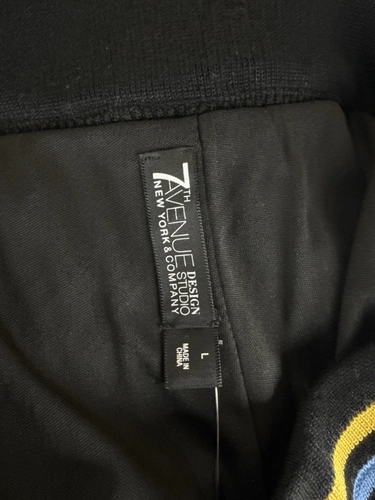 7TH
AVENUE
DESIGN
STUDIO
NEW YORK & COMPANY
L
MADE IN
CHINA